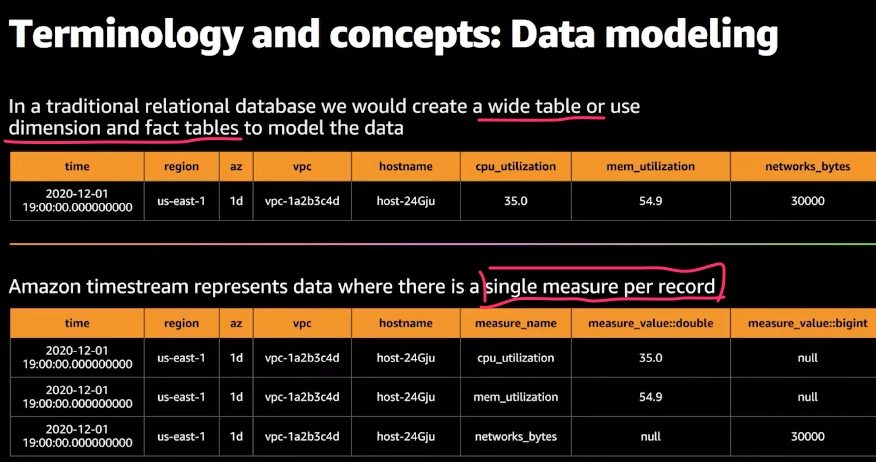 Terminology and concepts: Data modeling
In a traditional relational database we would create a wide table or use
dimension and fact tables to model the data
time region az vpc hostname cpu_utilization mem_utilization networks_bytes
2020-12-01
19:00:00.000000000 us-east-1 1d vpc-1a2b3c4d host-24Gju 35.0 54.9 30000
Amazon timestream represents data where there is a single measure per record
time region az vpc hostname measure_name measure_value::double measure_value::bigint
2020-12-01
19:00:00.000000000 us-east-1 1d vpc-1a2b3c4d host-24Gju cpu_utilization 35.0 null
2020-12-01
19:00:00.000000000 us-east-1 1d vpc-1a2b3c4d host-24Gju mem_utilization 54.9 null
2020-12-01
19:00:00.000000000 us-east-1 1d vpc-1a2b3c4d host-24Gju networks_bytes null 30000